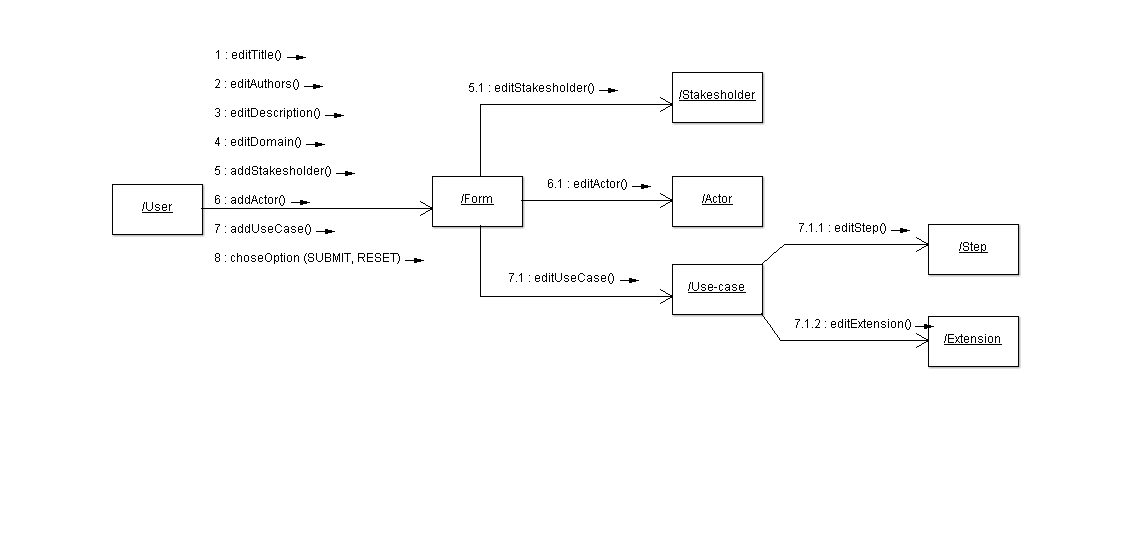 1 : editTitle()
2 : editAuthors()
3 : editDescription()
4 : editDomain()
5 : addStakesholder()
6 : addActor()
7 : addUseCase()
8 : choseOption (SUBMIT, RESET)
/User
/Form
5.1 : editStakesholder()
/Stakesholder
6.1 : editActor()
/Actor
7.1 : editUseCase()
/Use-case
7.1.1 : editStep()
/Step
7.1.2 : editExtension()
/Extension